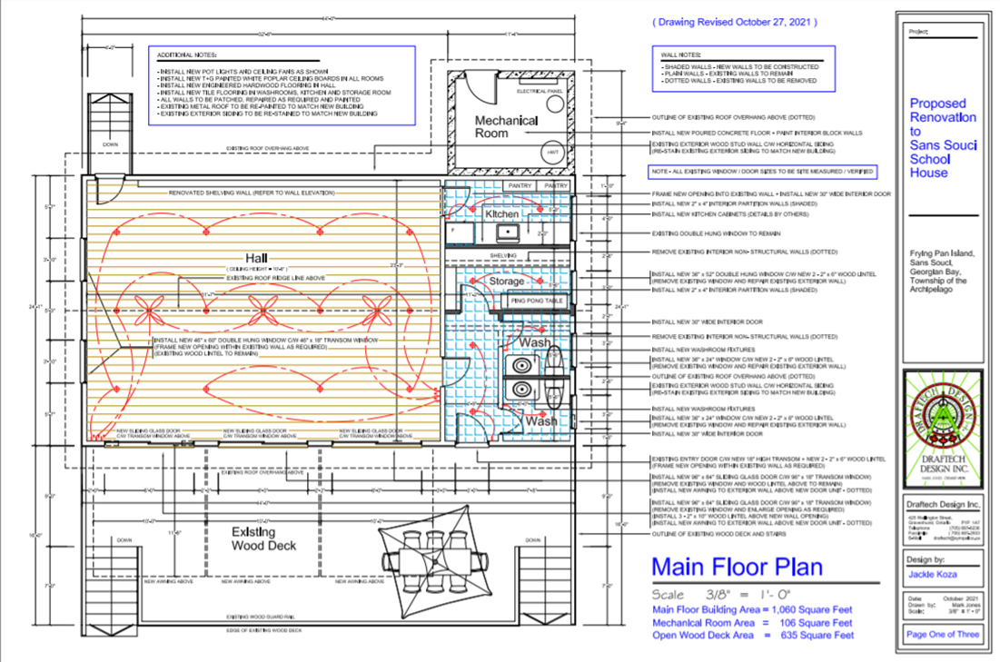 ( Drawing Revised October 27, 2021 )
ADDITIONAL NOTES:
- INSTALL NEW POT LIGHTS AND CEILING FANS AS SHOWN
- INSTALL NEW T+G PAINTED WHITE POPLAR CEILING BOARDS IN ALL ROOMS
- INSTALL NEW ENGINEERED HARDWOOD FLOORING IN HALL
- INSTALL NEW TILE FLOORING IN WASHROOMS, KITCHEN AND STORAGE ROOM
- ALL WALLS TO BE PATCHED, REPAIRED AS REQUIRED AND PAINTED
- EXISTING METAL ROOF TO BE RE-PAINTED TO MATCH NEW BUILDING
- EXISTING EXTERIOR SIDING TO BE RE-STAINED TO MATCH NEW BUILDING
WALL NOTES:
- SHADED WALLS - NEW WALLS TO BE CONSTRUCTED
- PLAIN WALLS - EXISTING WALLS TO REMAIN
- DOTTED WALLS - EXISTING WALLS TO BE REMOVED
DOWN
EXISTING ROOF OVERHANG ABOVE
ELECTRICAL PANEL
Mechanical
Room
HWT
RENOVATED SHELVING WALL (REFER TO WALL ELEVATION)
PANTRY
PANTRY
Kitchen
F
SHELVING
Storage
PING PONG TABLE
Wash
Wash
Hall
( CEILING HEIGHT = 10'-6" )
EXISTING ROOF RIDGE LINE ABOVE
INSTALL NEW 46" x 60" DOUBLE HUNG WINDOW C/W 46" x 18" TRANSOM WINDOW
(FRAME NEW OPENING WITHIN EXISTING WALL AS REQUIRED)
(EXISTING WOOD LINTEL TO REMAIN)
NEW SLIDING GLASS DOOR
C/W TRANSOM WINDOW ABOVE
NEW SLIDING GLASS DOOR
C/W TRANSOM WINDOW ABOVE
NEW SLIDING GLASS DOOR
C/W TRANSOM WINDOW ABOVE
EXISTING ROOF OVERHANG ABOVE
Existing
Wood Deck
DOWN
DOWN
NEW AWNING ABOVE
NEW AWNING ABOVE
NEW AWNING ABOVE
EXISTING WOOD GUARD RAIL
EDGE OF EXISTING WOOD DECK
OUTLINE OF EXISTING ROOF OVERHANG ABOVE (DOTTED)
INSTALL NEW POURED CONCRETE FLOOR + PAINT INTERIOR BLOCK WALLS
EXISTING EXTERIOR WOOD STUD WALL C/W HORIZONTAL SIDING
(RE-STAIN EXISTING EXTERIOR SIDING TO MATCH NEW BUILDING)
NOTE - ALL EXISTING WINDOW / DOOR SIZES TO BE SITE MEASURED / VERIFIED
FRAME NEW OPENING INTO EXISTING WALL + INSTALL NEW 30" WIDE INTERIOR DOOR
INSTALL NEW 2" x 4" INTERIOR PARTITION WALLS (SHADED)
INSTALL NEW KITCHEN CABINETS (DETAILS BY OTHERS)
EXISTING DOUBLE HUNG WINDOW TO REMAIN
REMOVE EXISTING INTERIOR NON- STRUCTURAL WALLS (DOTTED)
INSTALL NEW 36" x 52" DOUBLE HUNG WINDOW C/W NEW 2 - 2" x 6" WOOD LINTEL
(REMOVE EXISTING WINDOW AND REPAIR EXISTING EXTERIOR WALL)
INSTALL NEW 2" x 4" INTERIOR PARTITION WALLS (SHADED)
INSTALL NEW 30" WIDE INTERIOR DOOR
REMOVE EXISTING INTERIOR NON- STRUCTURAL WALLS (DOTTED)
INSTALL NEW WASHROOM FIXTURES
INSTALL NEW 36" x 24" WINDOW C/W NEW 2 - 2" x 6" WOOD LINTEL
(REMOVE EXISTING WINDOW AND REPAIR EXISTING EXTERIOR WALL)
OUTLINE OF EXISTING ROOF OVERHANG ABOVE (DOTTED)
EXISTING EXTERIOR WOOD STUD WALL C/W HORIZONTAL SIDING
(RE-STAIN EXISTING EXTERIOR SIDING TO MATCH NEW BUILDING)
INSTALL NEW WASHROOM FIXTURES
INSTALL NEW 36" x 24" WINDOW C/W NEW 2 - 2" x 6" WOOD LINTEL
(REMOVE EXISTING WINDOW AND REPAIR EXISTING EXTERIOR WALL)
INSTALL NEW 30" WIDE INTERIOR DOOR
EXISTING ENTRY DOOR C/W NEW 18" HIGH TRANSOM + NEW 2 - 2" x 6" WOOD LINTEL
(FRAME NEW OPENING WITHIN EXISTING WALL AS REQUIRED)
INSTALL NEW 96" x 84" SLIDING GLASS DOOR C/W 96" x 18" TRANSOM WINDOW)
(REMOVE EXISTING WINDOW AND WOOD LINTEL ABOVE TO REMAIN)
(INSTALL NEW AWNING TO EXTERIOR WALL ABOVE NEW DOOR UNIT - DOTTED)
INSTALL NEW 96" x 84" SLIDING GLASS DOOR C/W 96" x 18" TRANSOM WINDOW)
(REMOVE EXISTING WINDOW AND ENLARGE OPENING AS REQUIRED)
(INSTALL 3 - 2" x 10" WOOD LINTEL ABOVE NEW WALL OPENING)
(INSTALL NEW AWNING TO EXTERIOR WALL ABOVE NEW DOOR UNIT - DOTTED)
OUTLINE OF EXISTING WOOD DECK AND STAIRS
Main Floor Plan
Scale 3/8" = 1'- 0"
Main Floor Building Area = 1,060 Square Feet
Mechanical Room Area = 106 Square Feet
Open Wood Deck Area = 635 Square Feet
Project:
Proposed
Renovation
to
Sans Souci
School
House
Frying Pan Island,
Sans Souci,
Georgian Bay,
Township of the
Archipelago
DRAFTECH DESIGN INC.
DRAFTECH
DESIGN INC.
Draftech Design Inc.
Design by:
Jackie Koza
Date: October 2021
Drawn by: Mark Jones
Scale: 3/8" = 1'- 0"
Page One of Three